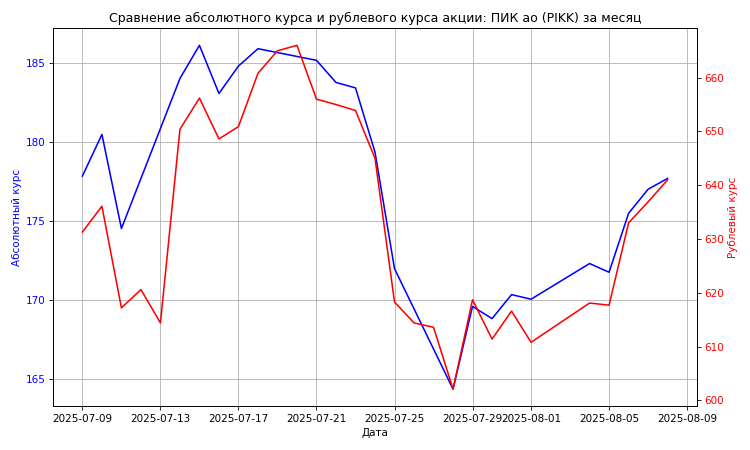 Сравнение абсолютного курса и рублевого курса акции: ПИК ао (PIKK) за месяц
185
180
175
170
165
Абсолютный курс
660
650
640
630
620
610
600
Рублевый курс
2025-07-09 2025-07-13 2025-07-17 2025-07-21 2025-07-25 2025-07-29 2025-08-01 2025-08-05 2025-08-09
Дата